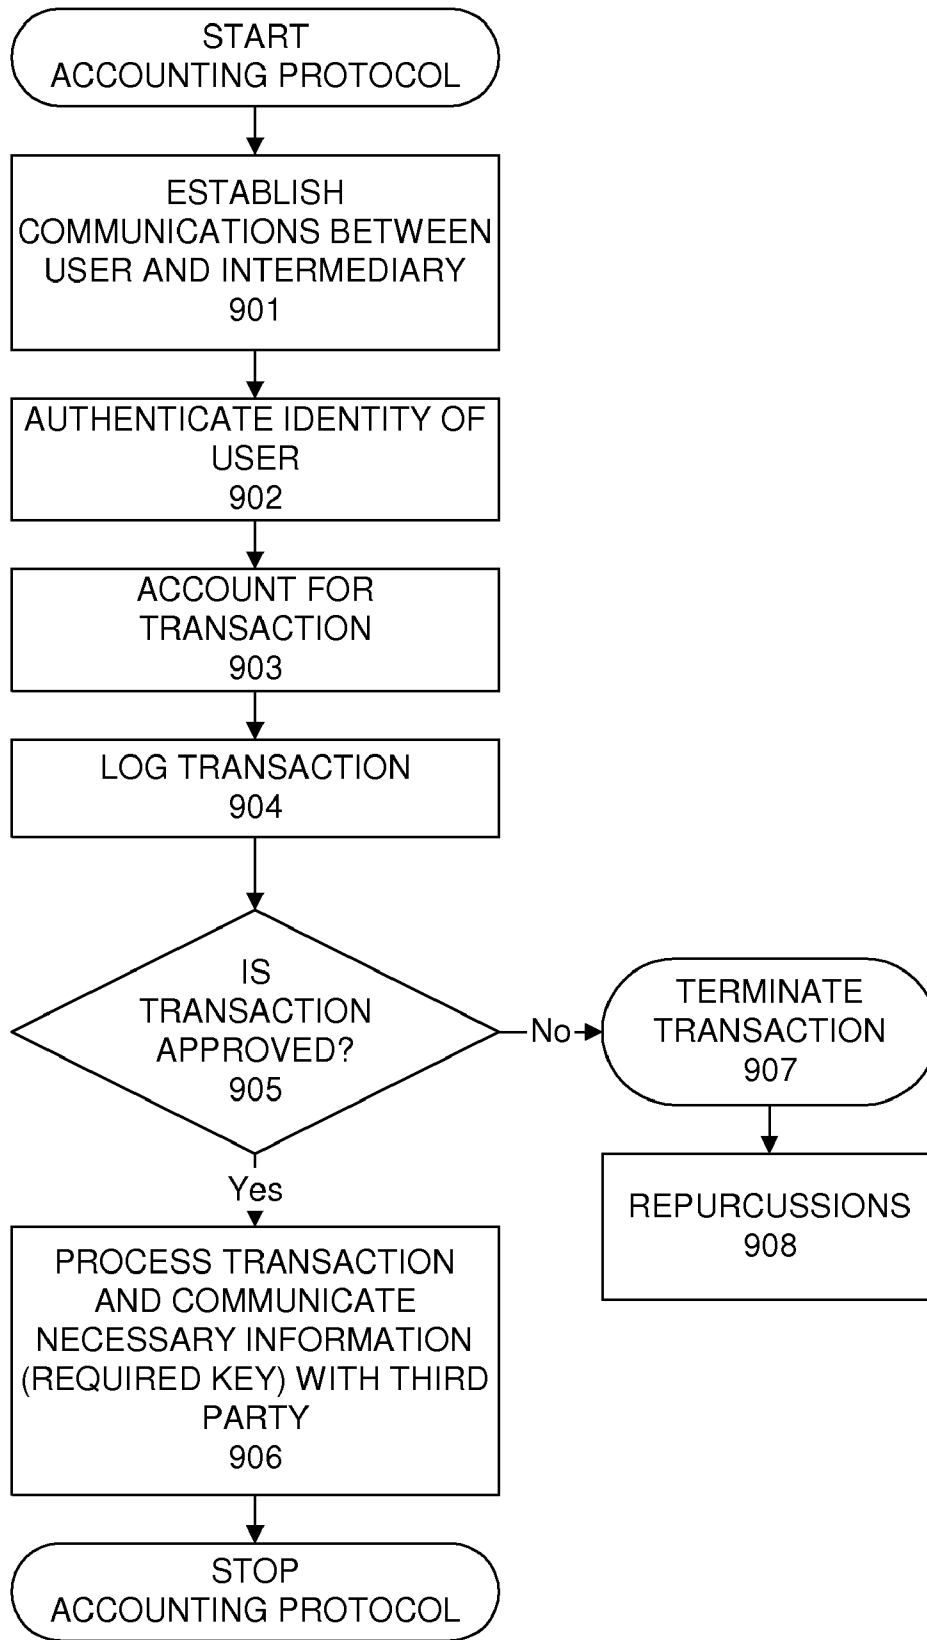 START
ACCOUNTING PROTOCOL
ESTABLISH
COMMUNICATIONS BETWEEN
USER AND INTERMEDIARY
901
AUTHENTICATE IDENTITY OF
USER
902
ACCOUNT FOR
TRANSACTION
903
LOG TRANSACTION
904
IS
TRANSACTION
APPROVED?
905
No
TERMINATE
TRANSACTION
907
REPURCUSSIONS
908
Yes
PROCESS TRANSACTION
AND COMMUNICATE
NECESSARY INFORMATION
(REQUIRED KEY) WITH THIRD
PARTY
906
STOP
ACCOUNTING PROTOCOL